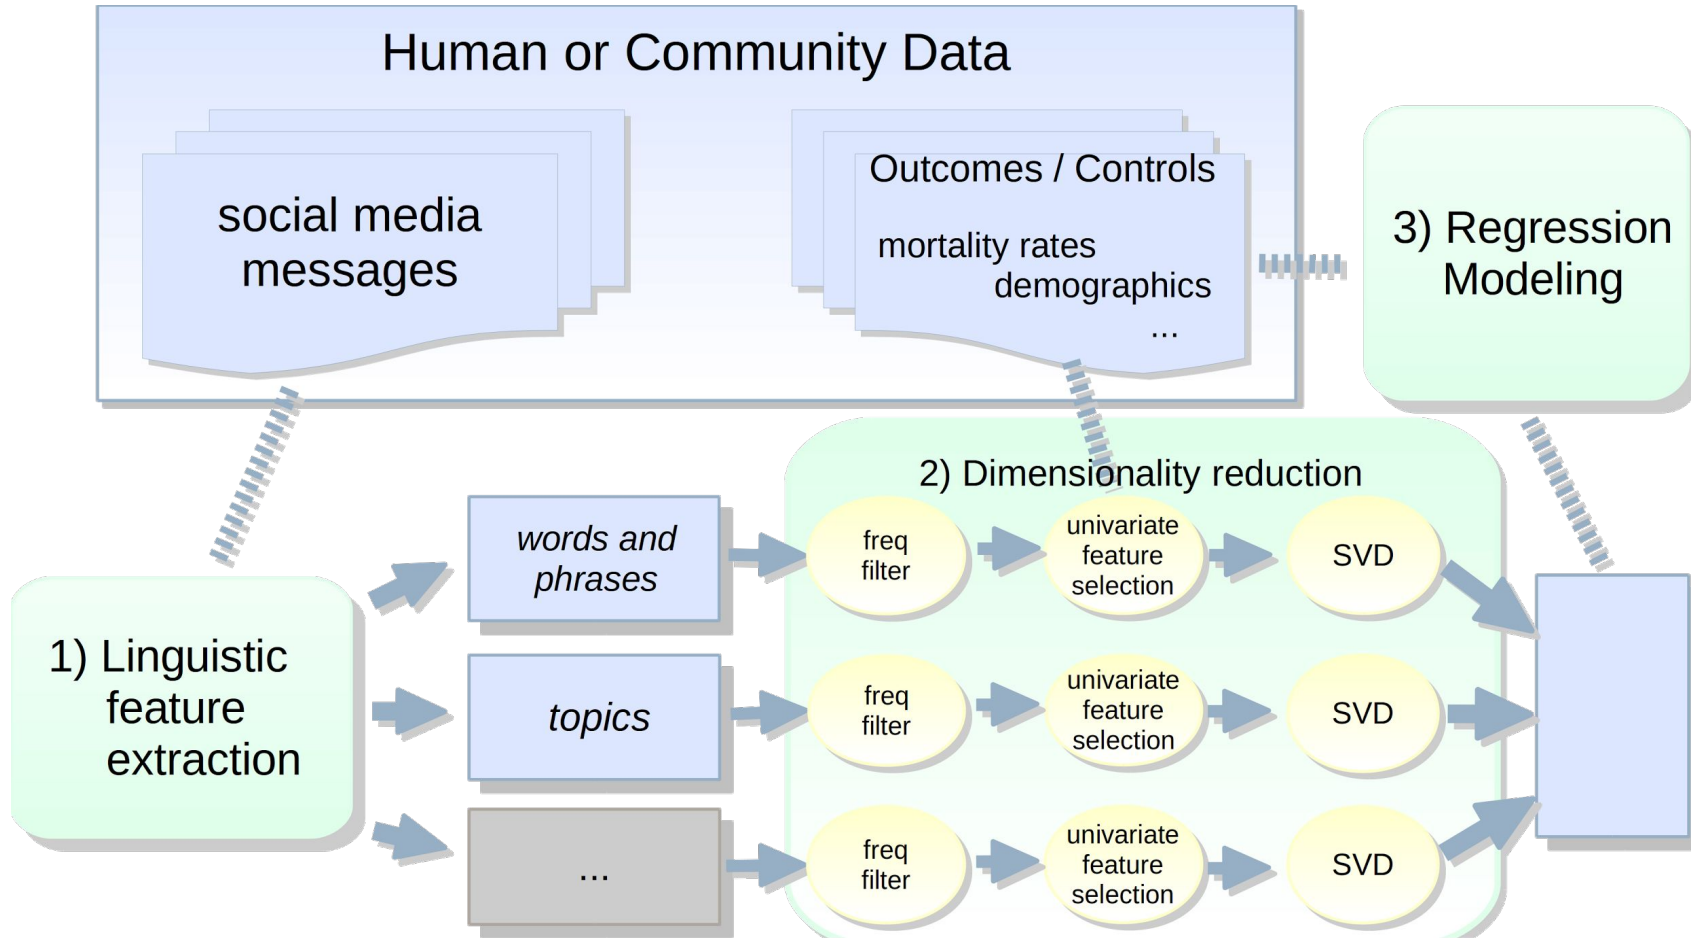 Human or Community Data
social media
messages
Outcomes / Controls
mortality rates
demographics
...
3) Regression
Modeling
2) Dimensionality reduction
1) Linguistic
feature
extraction
words and
phrases
freq
filter
univariate
feature
selection
SVD
topics
freq
filter
univariate
feature
selection
SVD
...
freq
filter
univariate
feature
selection
SVD